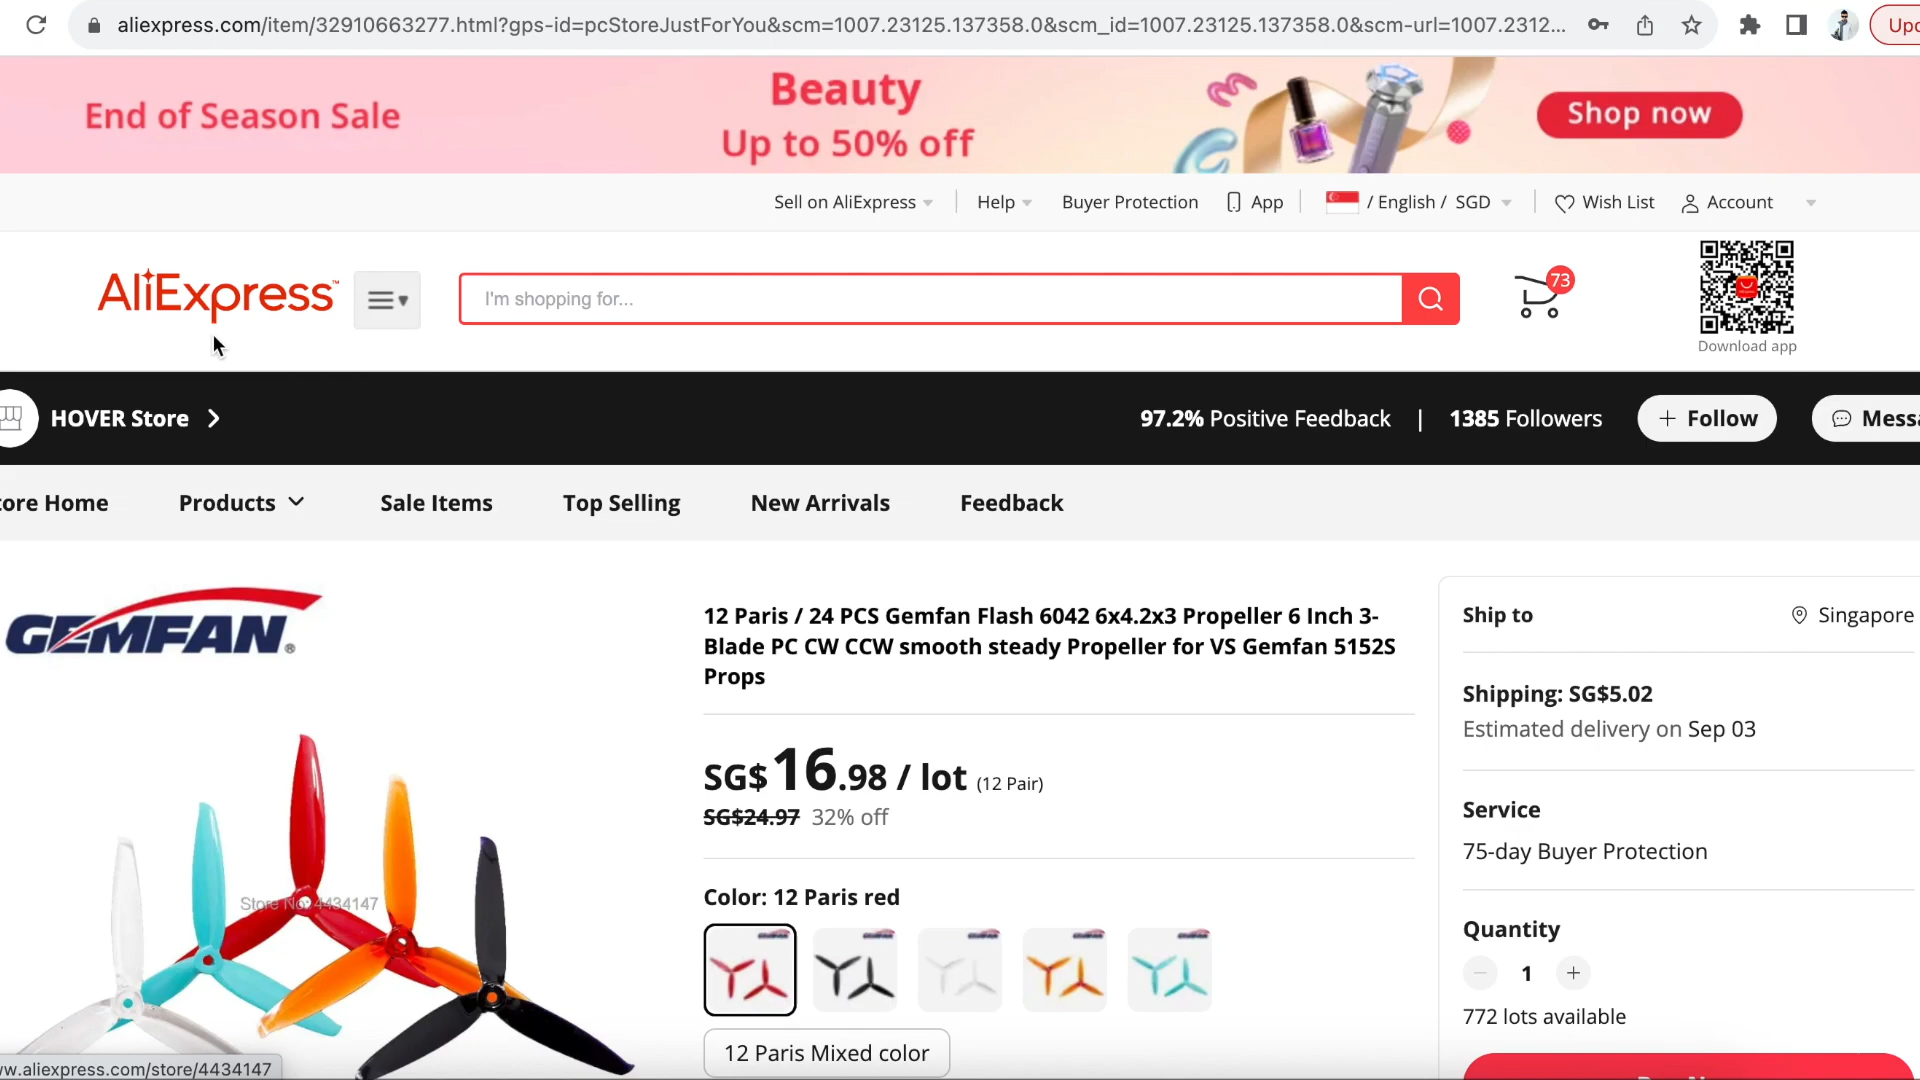 aliexpress.com/item/32910663277.html?gps-id=pcStoreJustForYou&scm=1007.23125.137358.0&scm_id=1007.23125.137358.0&scm-url=1007.2312...
Upd
End of Season Sale
Beauty
Up to 50% off
Shop now
Sell on AliExpress
Help
Buyer Protection
App
/ English / SGD
Wish List
Account
AliExpress™
I'm shopping for...
73
Download app
HOVER Store
97.2% Positive Feedback | 1385 Followers
+ Follow
Messa
tore Home
Products
Sale Items
Top Selling
New Arrivals
Feedback
GEMFAN®
Store No: 4434147
12 Paris / 24 PCS Gemfan Flash 6042 6x4.2x3 Propeller 6 Inch 3-
Blade PC CW CCW smooth steady Propeller for VS Gemfan 5152S
Props
SG$16.98 / lot (12 Pair)
SG$24.97 32% off
Color: 12 Paris red
12 Paris Mixed color
Ship to
Singapore
Shipping: SG$5.02
Estimated delivery on Sep 03
Service
75-day Buyer Protection
Quantity
1
772 lots available
w.aliexpress.com/store/4434147